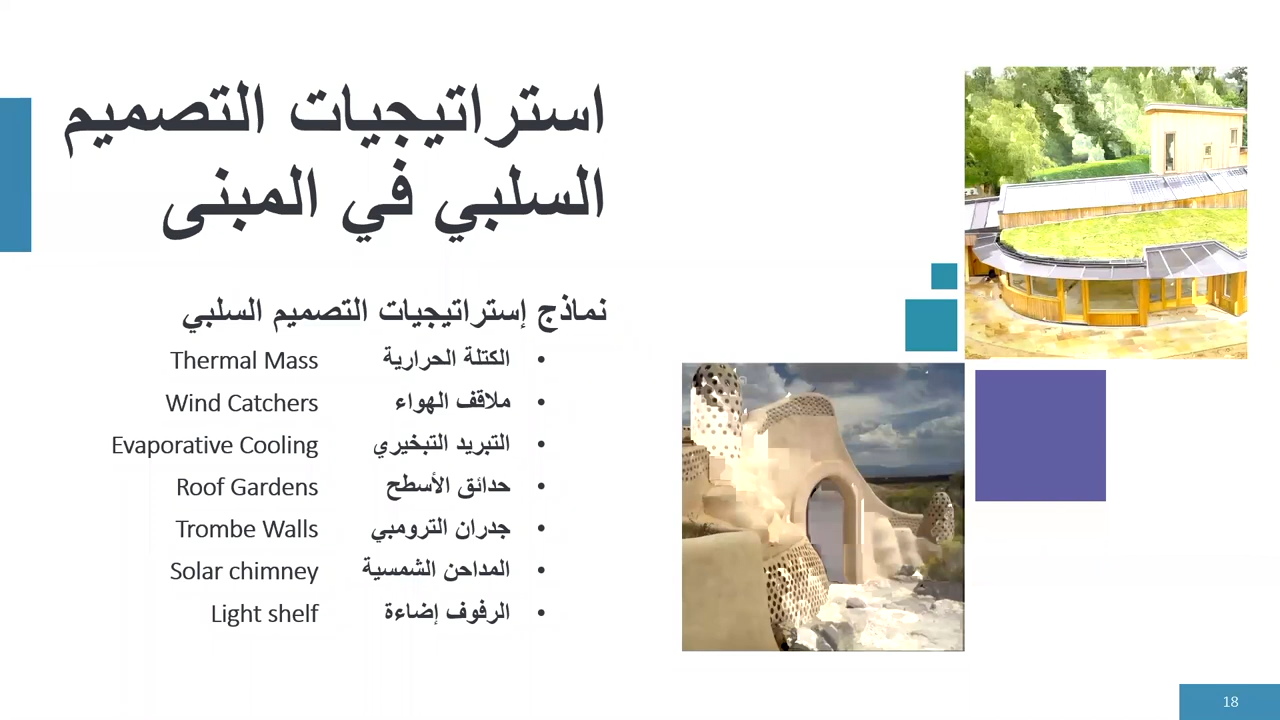 استراتيجيات التصميم
السلبي في المبنى
نماذج إستراتيجيات التصميم السلبي
• الكتلة الحرارية Thermal Mass
• ملاقف الهواء Wind Catchers
• التبريد التبخيري Evaporative Cooling
• حدائق الأسطح Roof Gardens
• جدران الترومبي Trombe Walls
• المداحن الشمسية Solar chimney
• الرفوف إضاءة Light shelf
18